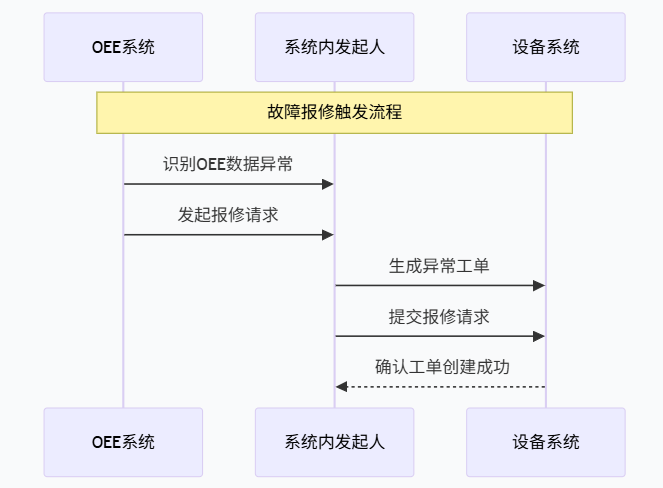 OEE系统
系统内发起人
设备系统
故障报修触发流程
识别OEE数据异常
发起报修请求
生成异常工单
提交报修请求
确认工单创建成功
OEE系统
系统内发起人
设备系统